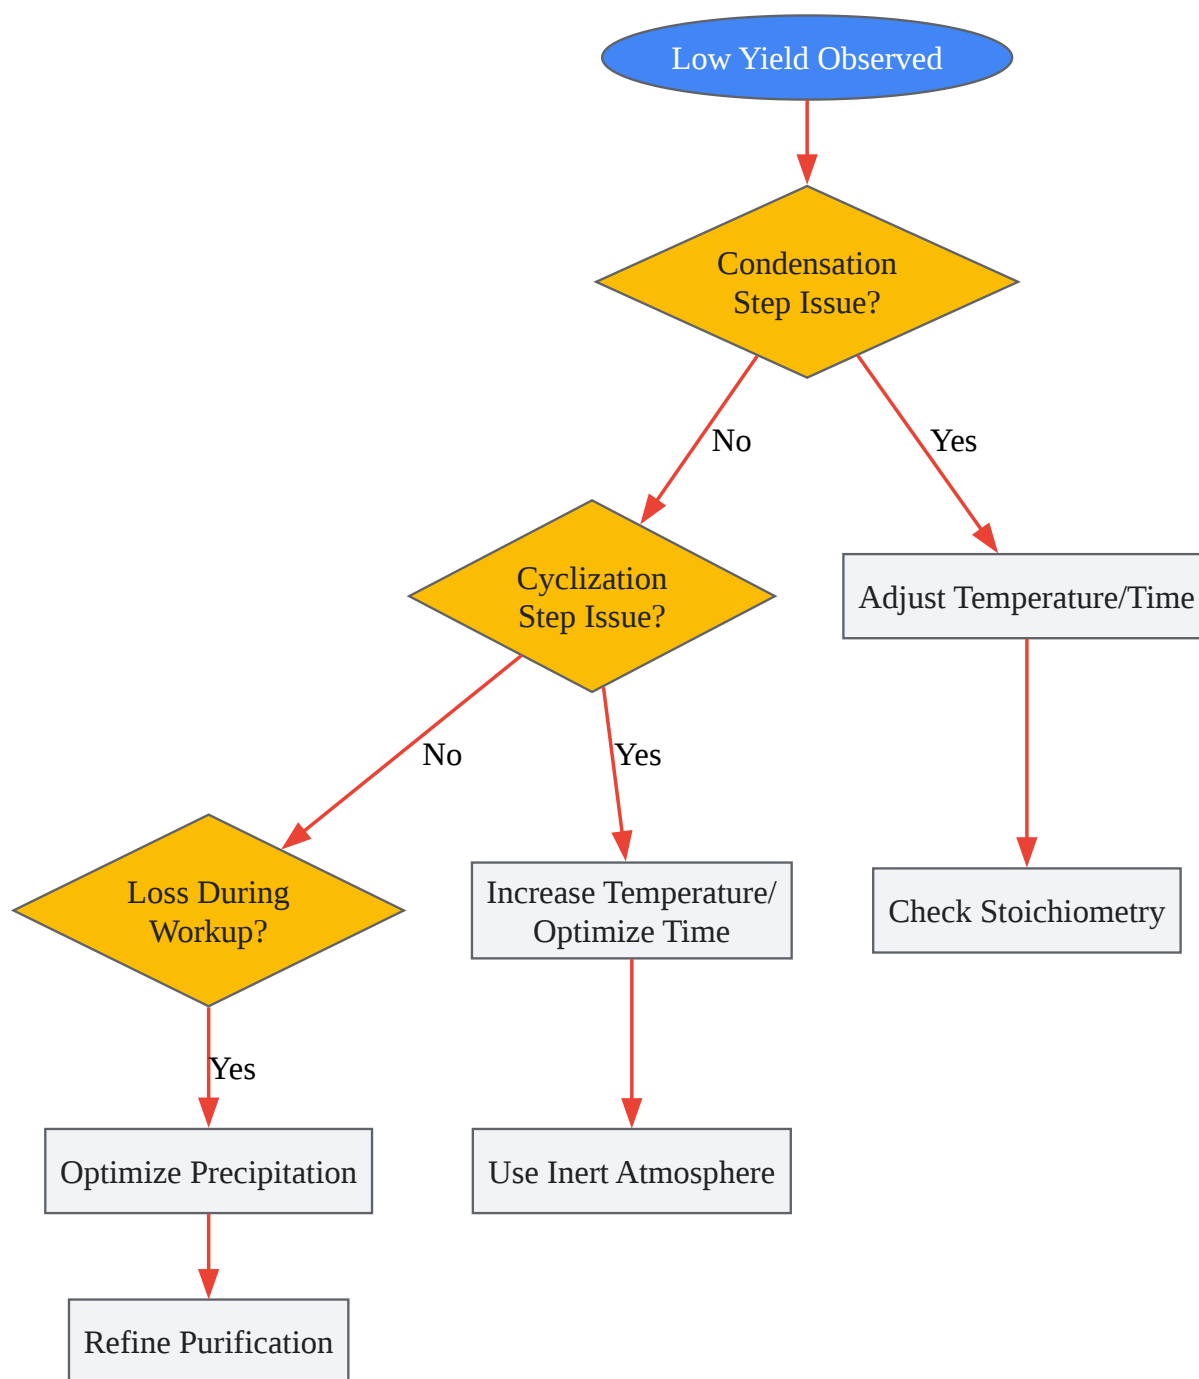 Low Yield Observed
Condensation
Step Issue?
No
Yes
Cyclization
Step Issue?
Adjust Temperature/Time
No
Yes
Loss During
Workup?
Increase Temperature/
Optimize Time
Check Stoichiometry
Yes
Optimize Precipitation
Use Inert Atmosphere
Refine Purification